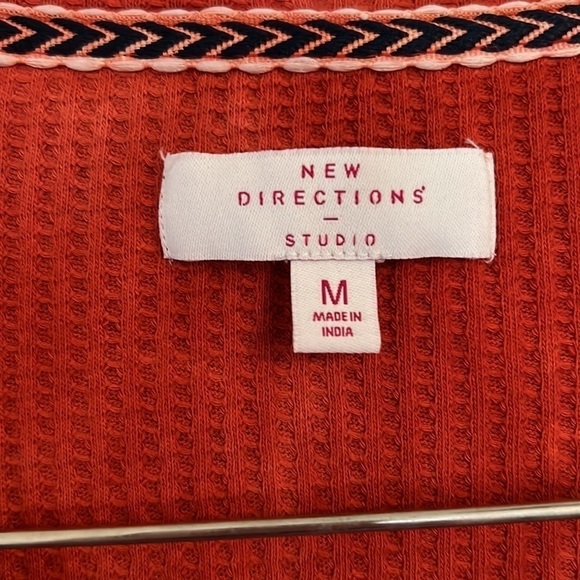 NEW
DIRECTIONS'
—
STUDIO
M
MADE IN
INDIA